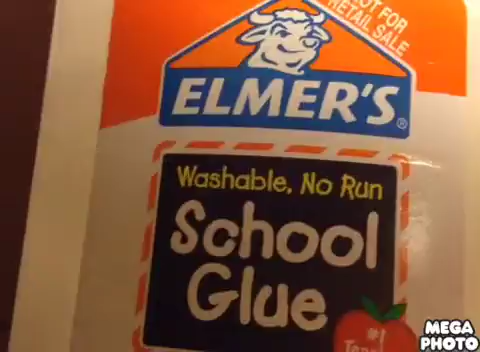 NOT FOR
RETAIL SALE
ELMER'S®
Washable, No Run
School
Glue
#1
MEGA
PHOTO